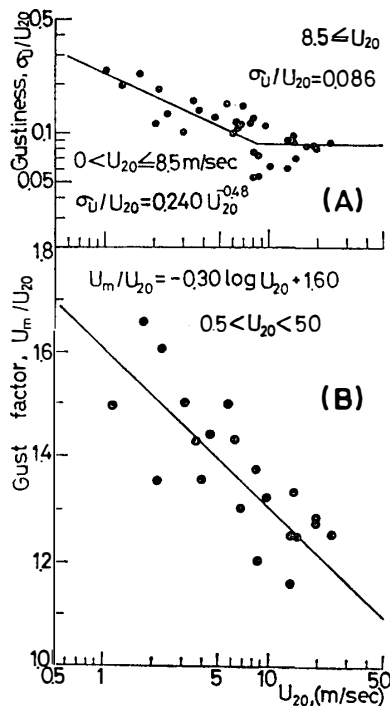 0.5
8.5≤U20
σU/U20=0.086
0.1
0<U20≤8.5m/sec
0.05
σU/U20=0.240 U20^-0.48
(A)
Gustiness, σU/U20
1.8
Um/U20=-0.30 log U20+1.60
0.5<U20<50
1.6
(B)
Gust factor, Um/U20
1.4
1.2
1.0
0.5 1 5 10 50
U20,(m/sec)